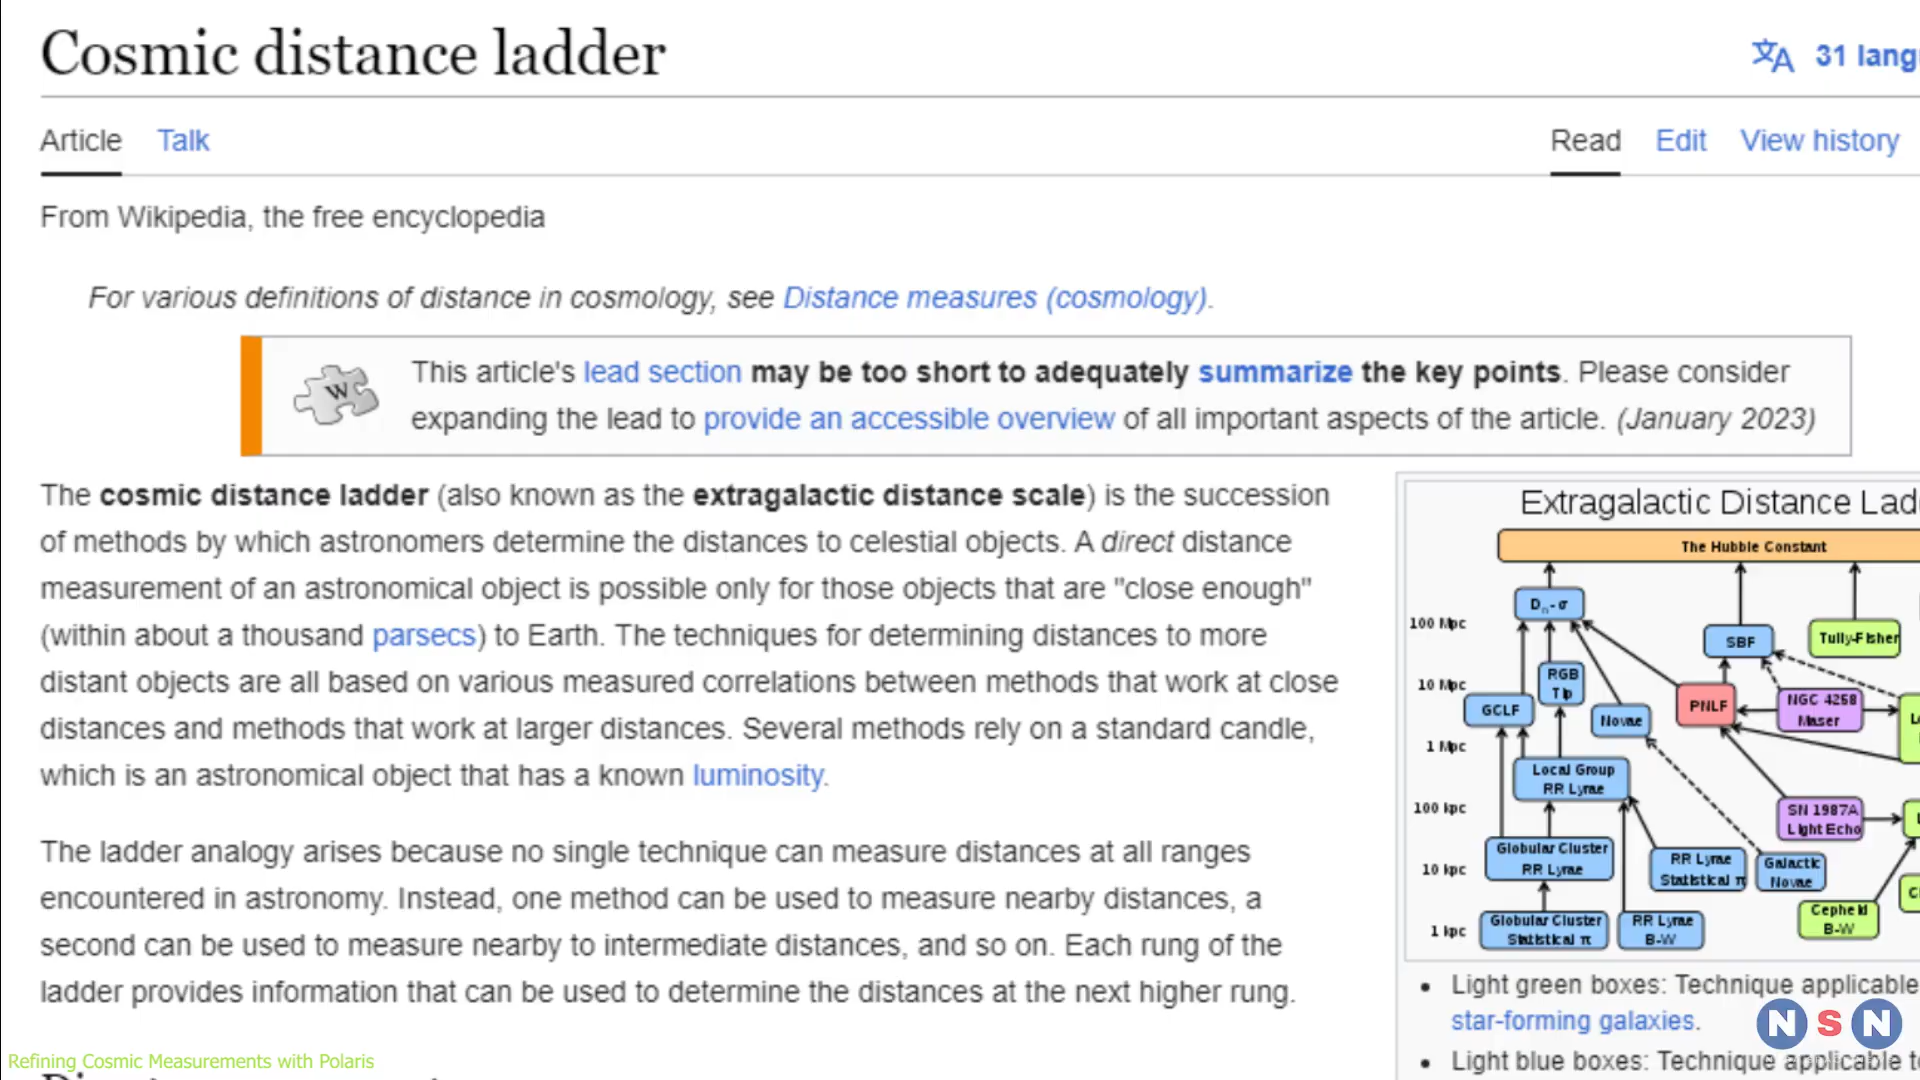 Cosmic distance ladder
31 lang
Article Talk
Read Edit View history
From Wikipedia, the free encyclopedia
For various definitions of distance in cosmology, see Distance measures (cosmology).
W
This article's lead section may be too short to adequately summarize the key points. Please consider
expanding the lead to provide an accessible overview of all important aspects of the article. (January 2023)
The cosmic distance ladder (also known as the extragalactic distance scale) is the succession
of methods by which astronomers determine the distances to celestial objects. A direct distance
measurement of an astronomical object is possible only for those objects that are "close enough"
(within about a thousand parsecs) to Earth. The techniques for determining distances to more
distant objects are all based on various measured correlations between methods that work at close
distances and methods that work at larger distances. Several methods rely on a standard candle,
which is an astronomical object that has a known luminosity.
The ladder analogy arises because no single technique can measure distances at all ranges
encountered in astronomy. Instead, one method can be used to measure nearby distances, a
second can be used to measure nearby to intermediate distances, and so on. Each rung of the
ladder provides information that can be used to determine the distances at the next higher rung.
Extragalactic Distance Lad
The Hubble Constant
Dn-σ
100 Mpc
SBF
Tully-Fisher
RGB
Tip
10 Mpc
GCLF
Novae
PNLF
NGC 4258
Maser
1 Mpc
Local Group
RR Lyrae
100 kpc
SN 1987A
Light Echo
Globular Cluster
RR Lyrae
10 kpc
RR Lyrae
Statistical π
Galactic
Novae
1 kpc
Globular Cluster
Statistical π
RR Lyrae
B-W
Cepheid
B-W
• Light green boxes: Technique applicable
star-forming galaxies.
• Light blue boxes: Technique applicable t
NSN
Refining Cosmic Measurements with Polaris